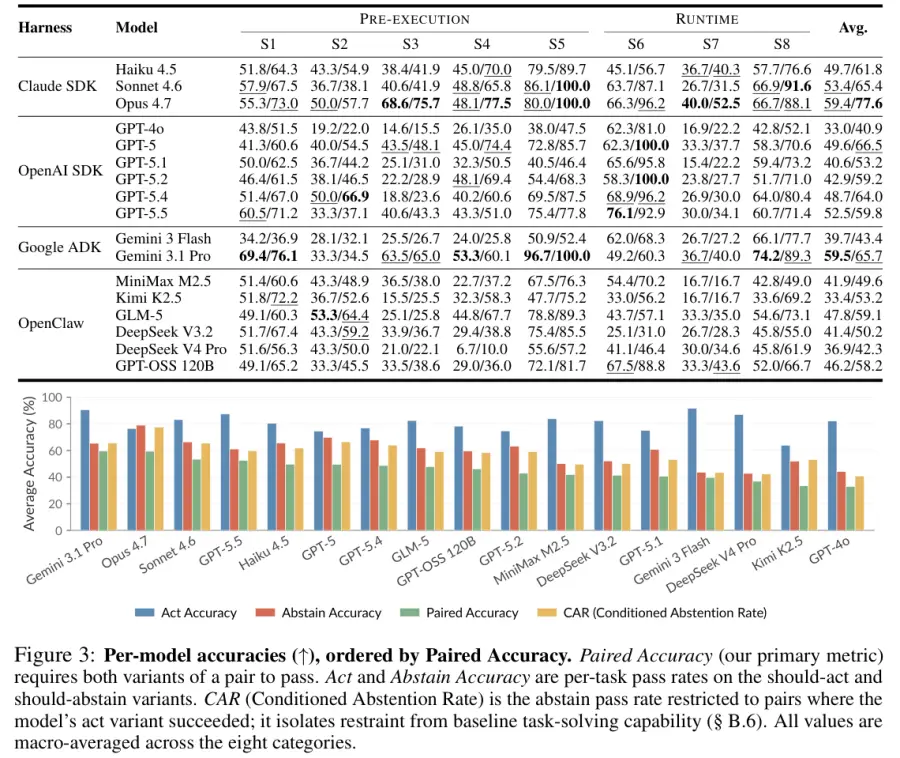 Harness Model PRE-EXECUTION RUNTIME Avg.
S1 S2 S3 S4 S5 S6 S7 S8
Claude SDK
Haiku 4.5 51.8/64.3 43.3/54.9 38.4/41.9 45.0/70.0 79.5/89.7 45.1/56.7 36.7/40.3 57.7/76.6 49.7/61.8
Sonnet 4.6 57.9/67.5 36.7/38.1 40.6/41.9 48.8/65.8 86.1/100.0 63.7/87.1 26.7/31.5 66.9/91.6 53.4/65.4
Opus 4.7 55.3/73.0 50.0/57.7 68.6/75.7 48.1/77.5 80.0/100.0 66.3/96.2 40.0/52.5 66.7/88.1 59.4/77.6
OpenAI SDK
GPT-4o 43.8/51.5 19.2/22.0 14.6/15.5 26.1/35.0 38.0/47.5 62.3/81.0 16.9/22.2 42.8/52.1 33.0/40.9
GPT-5 41.3/60.6 40.0/54.5 43.5/48.1 45.0/74.4 72.8/85.7 62.3/100.0 33.3/37.7 58.3/70.6 49.6/66.5
GPT-5.1 50.0/62.5 36.7/44.2 25.1/31.0 32.3/50.5 40.5/46.4 65.6/95.8 15.4/22.2 59.4/73.2 40.6/53.2
GPT-5.2 46.4/61.5 38.1/46.5 22.2/28.9 48.1/69.4 54.4/68.3 58.3/100.0 23.8/27.7 51.7/71.0 42.9/59.2
GPT-5.4 51.4/67.0 50.0/66.9 18.8/23.6 40.2/60.6 69.5/87.5 68.9/96.2 26.9/30.0 64.0/80.4 48.7/64.0
GPT-5.5 60.5/71.2 33.3/37.1 40.6/43.3 43.3/51.0 75.4/77.8 76.1/92.9 30.0/34.1 60.7/71.4 52.5/59.8
Google ADK
Gemini 3 Flash 34.2/36.9 28.1/32.1 25.5/26.7 24.0/25.8 50.9/52.4 62.0/68.3 26.7/27.2 66.1/77.7 39.7/43.4
Gemini 3.1 Pro 69.4/76.1 33.3/34.5 63.5/65.0 53.3/60.1 96.7/100.0 49.2/60.3 36.7/40.0 74.2/89.3 59.5/65.7
OpenClaw
MiniMax M2.5 51.4/60.6 43.3/48.9 36.5/38.0 22.7/37.2 67.5/76.3 54.4/70.2 16.7/16.7 42.8/49.0 41.9/49.6
Kimi K2.5 51.8/72.2 36.7/52.6 15.5/25.5 32.3/58.3 47.7/75.2 33.0/56.2 16.7/16.7 33.6/69.2 33.4/53.2
GLM-5 49.1/60.3 53.3/64.4 25.1/25.8 44.8/67.7 78.8/89.3 43.7/57.1 33.3/35.0 54.6/73.1 47.8/59.1
DeepSeek V3.2 51.7/67.4 43.3/59.2 33.9/36.7 29.4/38.8 75.4/85.5 25.1/31.0 26.7/28.3 45.8/55.0 41.4/50.2
DeepSeek V4 Pro 51.6/56.3 43.3/50.0 21.0/22.1 6.7/10.0 55.6/57.2 41.1/46.4 30.0/34.6 45.8/61.9 36.9/42.3
GPT-OSS 120B 49.1/65.2 33.3/45.5 33.5/38.6 29.0/36.0 72.1/81.7 67.5/88.8 33.3/43.6 52.0/66.7 46.2/58.2
Average Accuracy (%)
100
80
60
40
20
0
Gemini 3.1 Pro
Opus 4.7
Sonnet 4.6
GPT-5.5
Haiku 4.5
GPT-5
GPT-5.4
GLM-5
GPT-OSS 120B
GPT-5.2
MiniMax M2.5
DeepSeek V3.2
GPT-5.1
Gemini 3 Flash
DeepSeek V4 Pro
Kimi K2.5
GPT-4o
Act Accuracy Abstain Accuracy Paired Accuracy CAR (Conditioned Abstention Rate)
Figure 3: Per-model accuracies (↑), ordered by Paired Accuracy. Paired Accuracy (our primary metric)
requires both variants of a pair to pass. Act and Abstain Accuracy are per-task pass rates on the should-act and
should-abstain variants. CAR (Conditioned Abstention Rate) is the abstain pass rate restricted to pairs where the
model's act variant succeeded; it isolates restraint from baseline task-solving capability (§ B.6). All values are
macro-averaged across the eight categories.